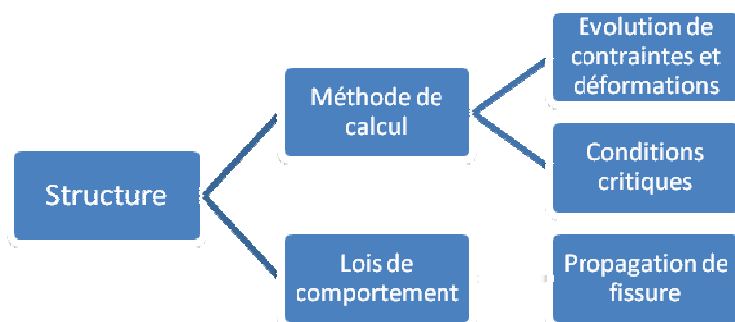 Structure
Méthode de
calcul
Lois de
comportement
Evolution de
contraintes et
déformations
Conditions
critiques
Propagation de
fissure